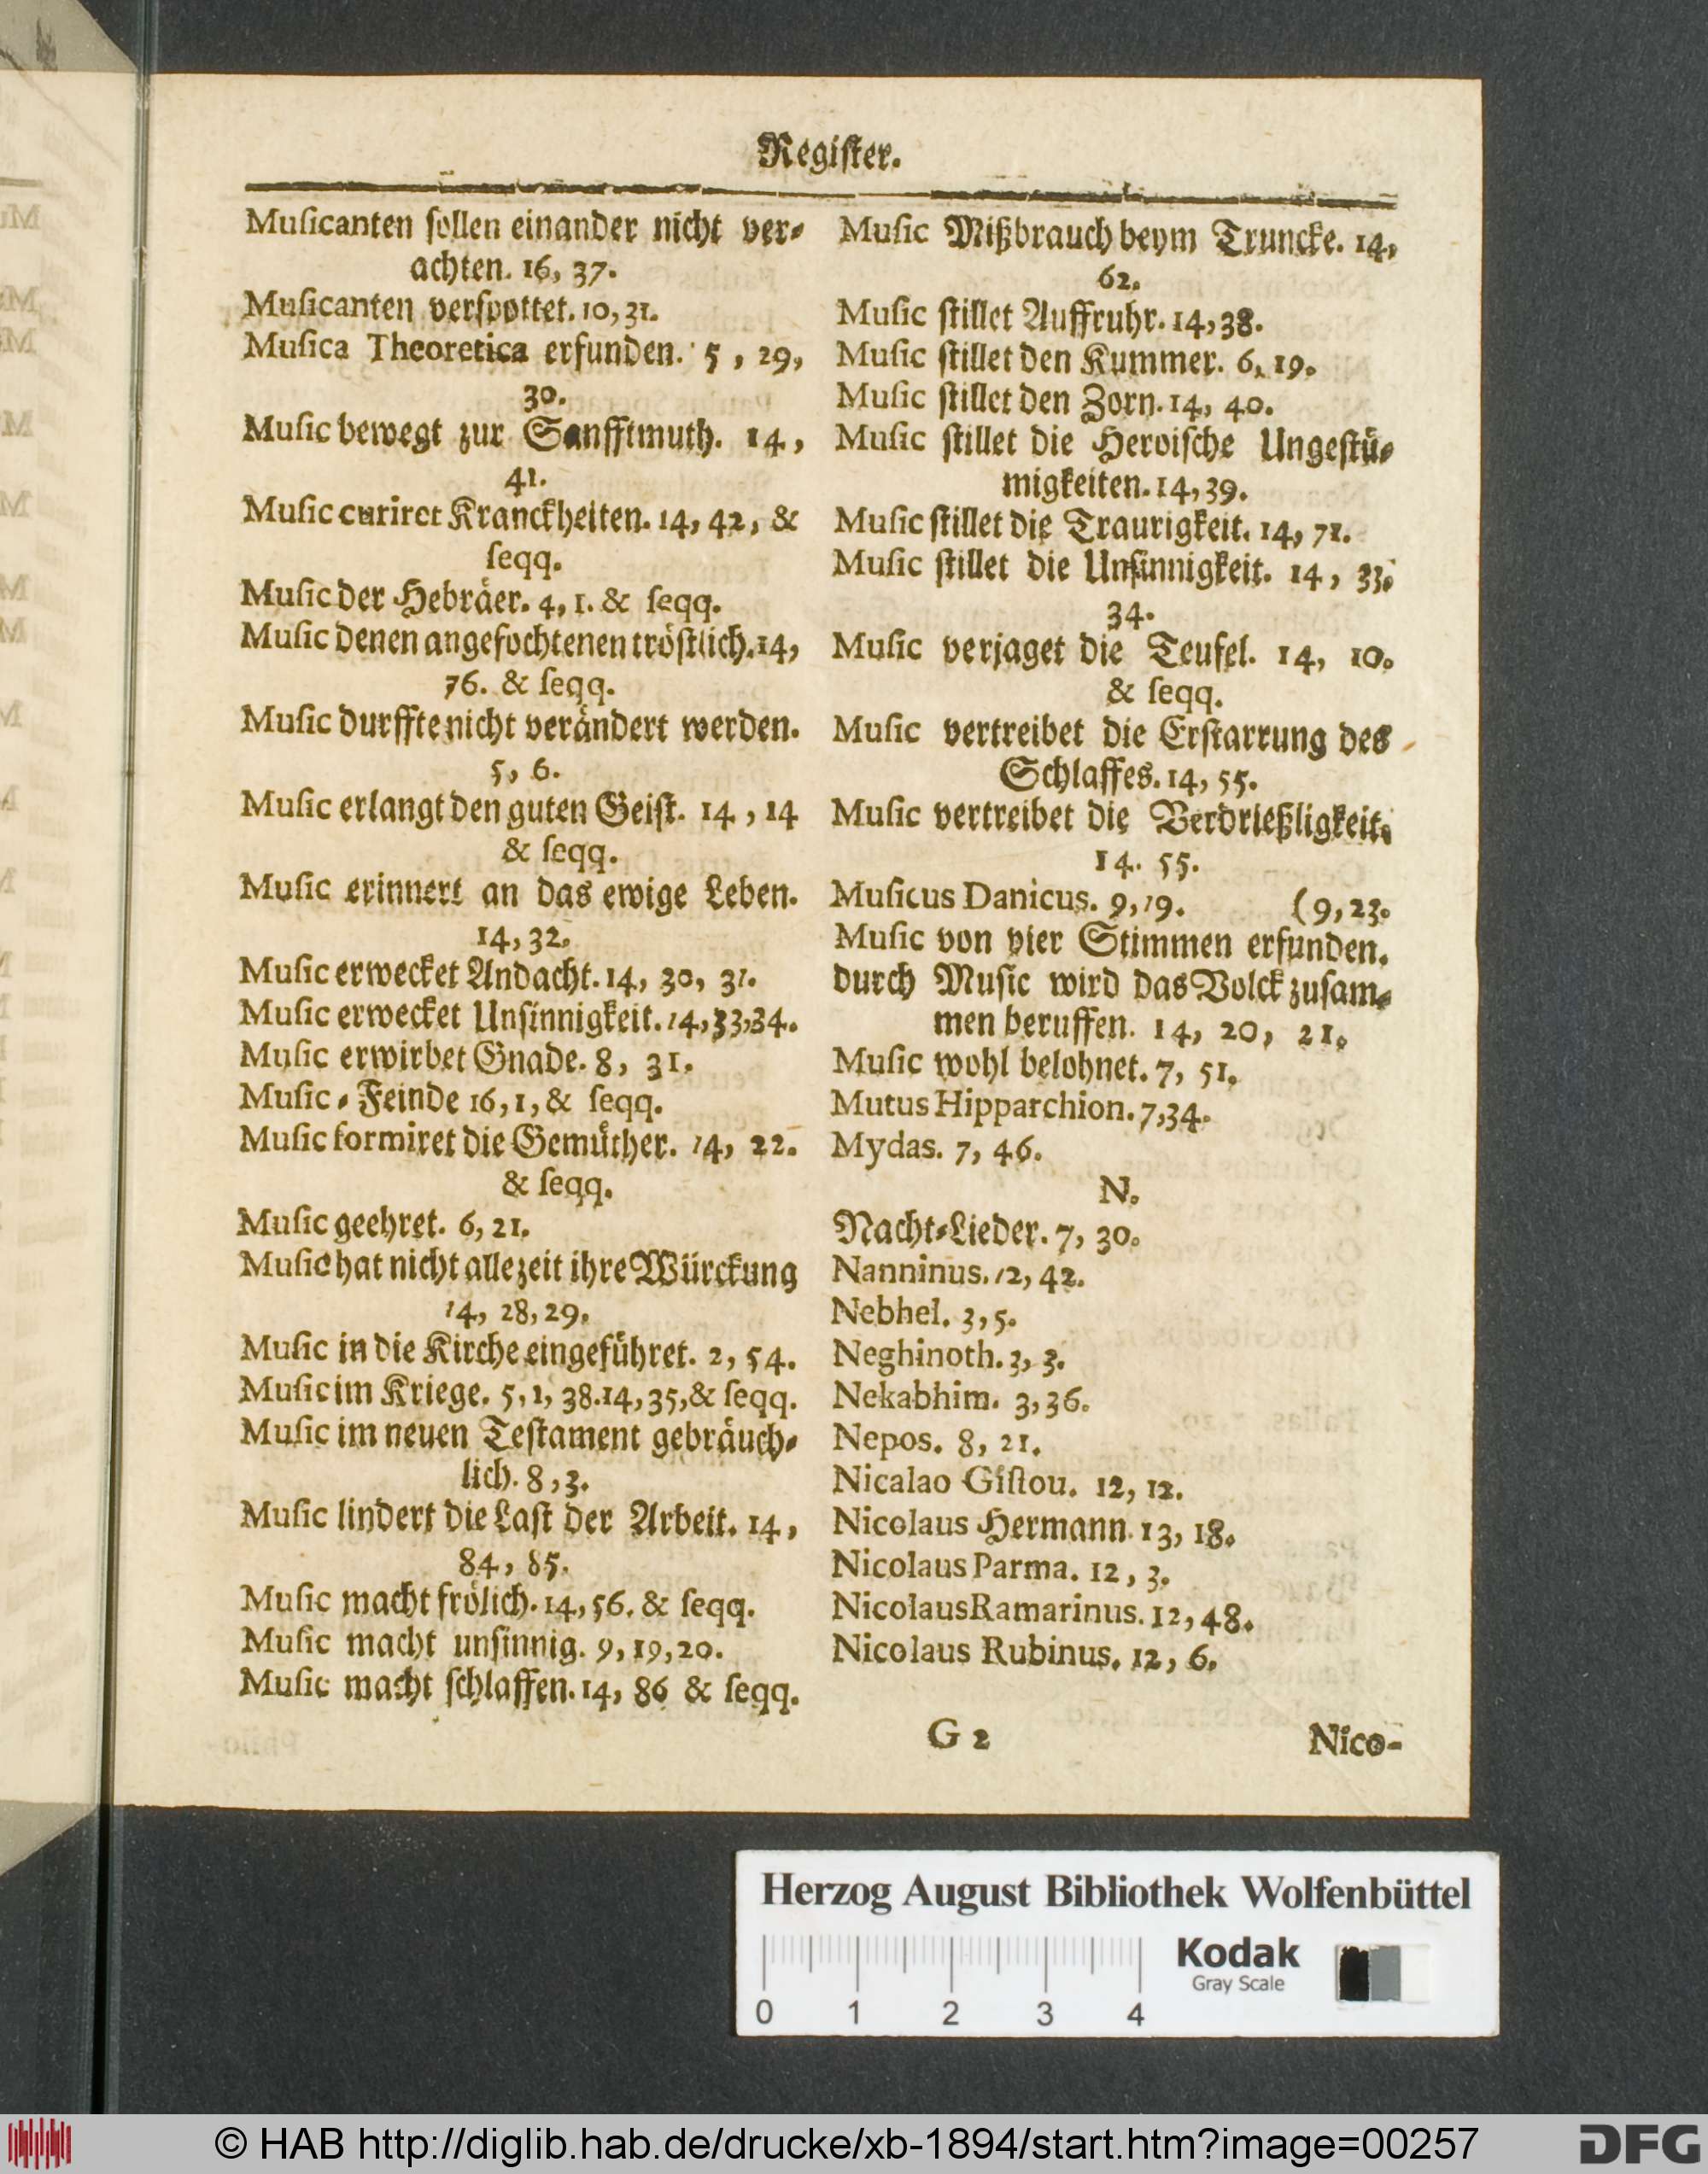 Register.
Muſicanten ſollen einander nicht ver⸗
achten. 16, 37.
Muſicanten verſpottet. 10, 31.
Muſica Theoretica erfunden. 5, 29,
30.
Muſic bewegt zur Sanfftmuth. 14,
41.
Muſic curiret Kranckheiten. 14, 42, &
ſeqq.
Muſic der Hebräer. 4, 1. & ſeqq.
Muſic denen angefochtenen tröſtlich. 14,
76. & ſeqq.
Muſic durffte nicht verändert werden.
5, 6.
Muſic erlangt den guten Geiſt. 14, 14
& ſeqq.
Muſic erinnert an das ewige Leben.
14, 32.
Muſic erwecket Andacht. 14, 30, 31.
Muſic erwecket Unſinnigkeit. 14, 33, 34.
Muſic erwirbet Gnade. 8, 31.
Muſic⸗Feinde 16, 1, & ſeqq.
Muſic formiret die Gemüther. 14, 22.
& ſeqq.
Muſic geehret. 6, 21.
Muſic hat nicht allezeit ihre Würckung
14, 28, 29.
Muſic in die Kirche eingeführet. 2, 54.
Muſic im Kriege. 5, 1, 38. 14, 35, & ſeqq.
Muſic im neuen Teſtament gebräuch⸗
lich. 8, 3.
Muſic lindert die Laſt der Arbeit. 14,
84, 85.
Muſic macht frölich. 14, 56. & ſeqq.
Muſic macht unſinnig. 9, 19, 20.
Muſic macht ſchlaffen. 14, 86 & ſeqq.
Muſic Mißbrauch beym Truncke. 14,
62.
Muſic ſtillet Auffruhr. 14, 38.
Muſic ſtillet den Kummer. 6, 19.
Muſic ſtillet den Zorn. 14, 40.
Muſic ſtillet die Heroiſche Ungeſtü⸗
migkeiten. 14, 39.
Muſic ſtillet die Traurigkeit. 14, 71.
Muſic ſtillet die Unſinnigkeit. 14, 33.
34.
Muſic verjaget die Teufel. 14, 10.
& ſeqq.
Muſic vertreibet die Erſtarrung des
Schlaffes. 14, 55.
Muſic vertreibet die Verdrießligkeit.
14. 55.
Muſicus Danicus. 9, 19. (9, 23.
Muſic von vier Stimmen erfunden.
durch Muſic wird das Volck zuſam⸗
men beruffen. 14, 20, 21.
Muſic wohl belohnet. 7, 51.
Mutus Hipparchion. 7, 34.
Mydas. 7, 46.
N.
Nacht⸗Lieder. 7, 30.
Nanninus. 12, 42.
Nebhel. 3, 5.
Neghinoth. 3, 3.
Nekabhim. 3, 36.
Nepos. 8, 21.
Nicalao Giſtou. 12, 12.
Nicolaus Hermann. 13, 18.
Nicolaus Parma. 12, 3.
Nicolaus Ramarinus. 12, 48.
Nicolaus Rubinus. 12, 6.
G 2 Nico-
Herzog August Bibliothek Wolfenbüttel
Kodak
Gray Scale
0 1 2 3 4
© HAB http://diglib.hab.de/drucke/xb-1894/start.htm?image=00257
DFG